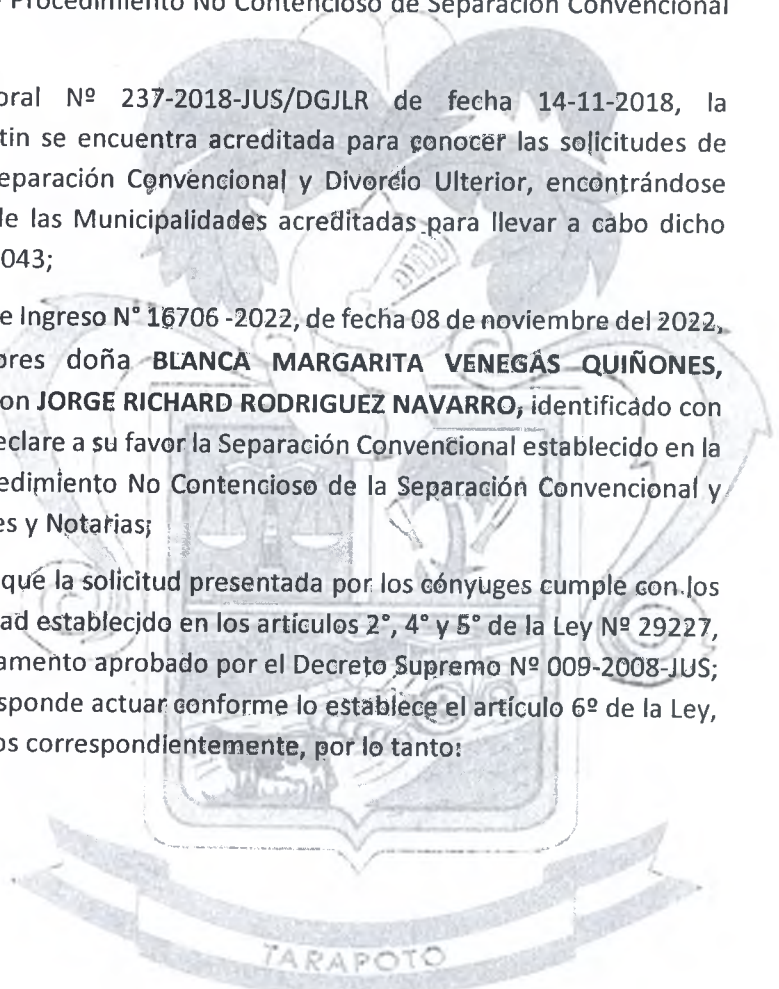 Procedimiento No Contencioso de Separación Convencional
oral Nº 237-2018-JUS/DGJLR de fecha 14-11-2018, la
tin se encuentra acreditada para conocer las solicitudes de
eparación Convencional y Divorcio Ulterior, encontrándose
de las Municipalidades acreditadas para llevar a cabo dicho
043;
e Ingreso N° 16706 -2022, de fecha 08 de noviembre del 2022,
ores doña BLANCA MARGARITA VENEGAS QUIÑONES,
on JORGE RICHARD RODRIGUEZ NAVARRO, identificado con
eclare a su favor la Separación Convencional establecido en la
edimiento No Contencioso de la Separación Convencional y
es y Notarias;
que la solicitud presentada por los cónyuges cumple con los
ad establecido en los artículos 2°, 4° y 5° de la Ley Nº 29227,
amento aprobado por el Decreto Supremo Nº 009-2008-JUS;
sponde actuar conforme lo establece el artículo 6º de la Ley,
os correspondientemente, por lo tanto:
TARAPOTO